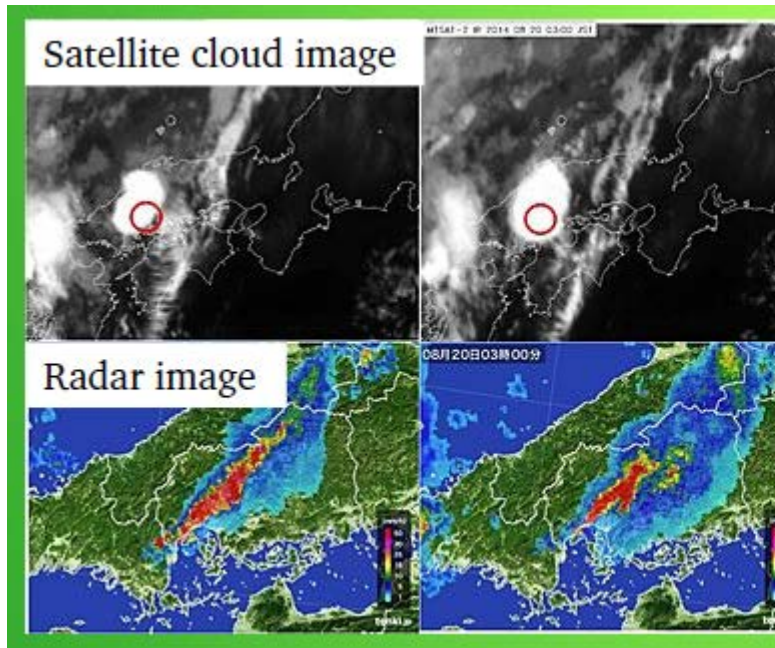 Satellite cloud image
MTSAT-2 IR 2014 08 20 03:00 JST
Radar image
08月20日03時00分
tenki.jp